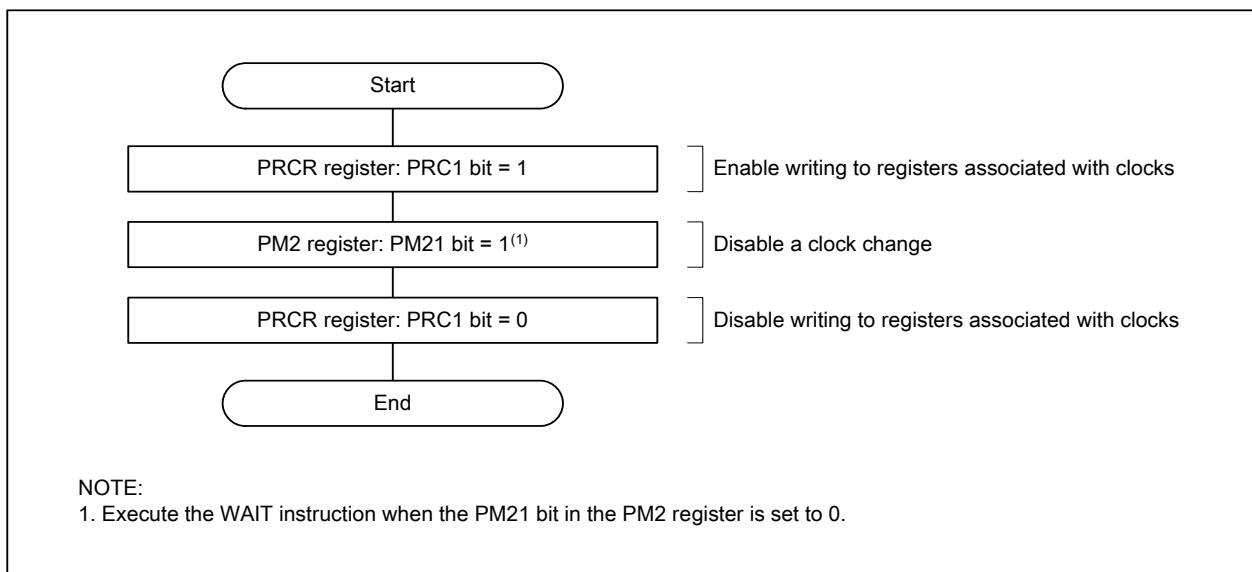 Start
PRCR register: PRC1 bit = 1
Enable writing to registers associated with clocks
PM2 register: PM21 bit = 1(1)
Disable a clock change
PRCR register: PRC1 bit = 0
Disable writing to registers associated with clocks
End
NOTE:
1. Execute the WAIT instruction when the PM21 bit in the PM2 register is set to 0.